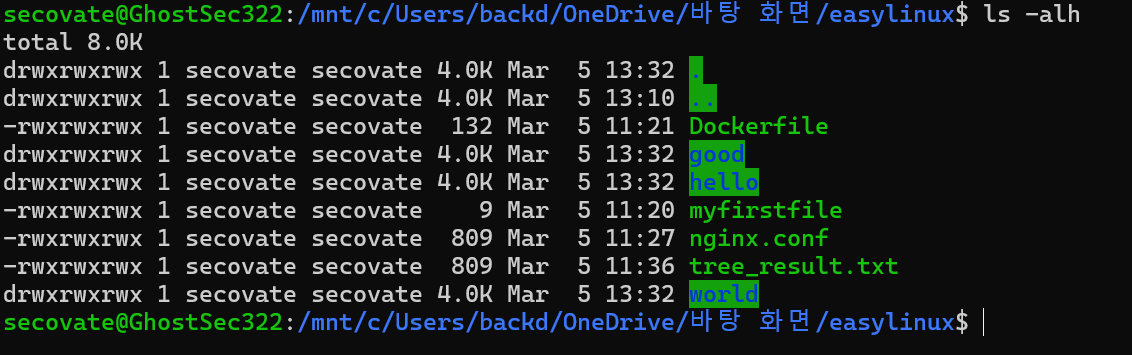 secovate@GhostSec322:/mnt/c/Users/backd/OneDrive/바탕 화면/easylinux$ ls -alh
total 8.0K
drwxrwxrwx 1 secovate secovate 4.0K Mar  5 13:32 .
drwxrwxrwx 1 secovate secovate 4.0K Mar  5 13:10 ..
-rwxrwxrwx 1 secovate secovate  132 Mar  5 11:21 Dockerfile
drwxrwxrwx 1 secovate secovate 4.0K Mar  5 13:32 good
drwxrwxrwx 1 secovate secovate 4.0K Mar  5 13:32 hello
-rwxrwxrwx 1 secovate secovate    9 Mar  5 11:20 myfirstfile
-rwxrwxrwx 1 secovate secovate  809 Mar  5 11:27 nginx.conf
-rwxrwxrwx 1 secovate secovate  809 Mar  5 11:36 tree_result.txt
drwxrwxrwx 1 secovate secovate 4.0K Mar  5 13:32 world
secovate@GhostSec322:/mnt/c/Users/backd/OneDrive/바탕 화면/easylinux$